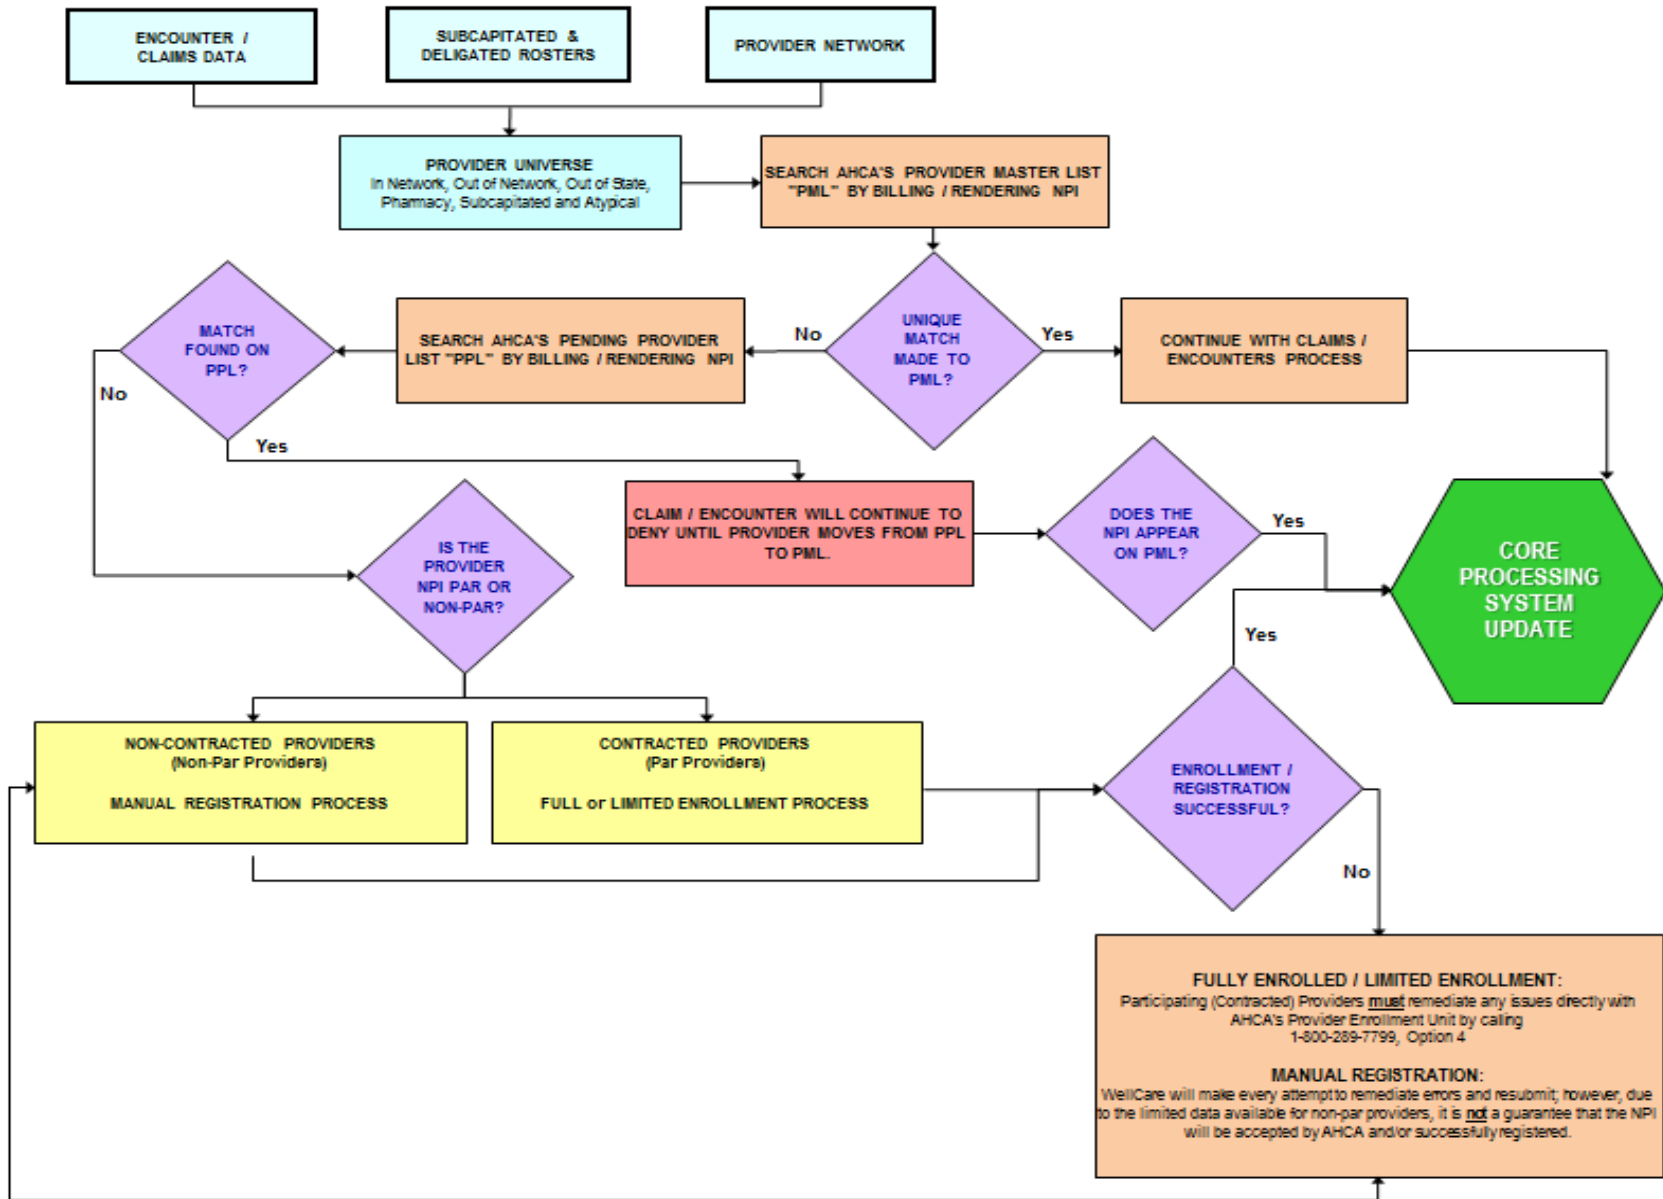 ENCOUNTER /
CLAIMS DATA
SUBCAPITATED &
DELIGATED ROSTERS
PROVIDER NETWORK
PROVIDER UNIVERSE
In Network, Out of Network, Out of State,
Pharmacy, Subcapitated and Atypical
SEARCH AHCA'S PROVIDER MASTER LIST
"PML" BY BILLING / RENDERING NPI
MATCH
FOUND ON
PPL?
SEARCH AHCA'S PENDING PROVIDER
LIST "PPL" BY BILLING / RENDERING NPI
No
UNIQUE
MATCH
MADE TO
PML?
Yes
CONTINUE WITH CLAIMS /
ENCOUNTERS PROCESS
No
Yes
CLAIM / ENCOUNTER WILL CONTINUE TO
DENY UNTIL PROVIDER MOVES FROM PPL
TO PML.
DOES THE
NPI APPEAR
ON PML?
Yes
CORE
PROCESSING
SYSTEM
UPDATE
IS THE
PROVIDER
NPI PAR OR
NON-PAR?
Yes
NON-CONTRACTED PROVIDERS
(Non-Par Providers)
MANUAL REGISTRATION PROCESS
CONTRACTED PROVIDERS
(Par Providers)
FULL or LIMITED ENROLLMENT PROCESS
ENROLLMENT /
REGISTRATION
SUCCESSFUL?
No
FULLY ENROLLED / LIMITED ENROLLMENT:
Participating (Contracted) Providers must remediate any issues directly with
AHCA's Provider Enrollment Unit by calling
1-800-289-7799, Option 4
MANUAL REGISTRATION:
WellCare will make every attempt to remediate errors and resubmit; however, due
to the limited data available for non-par providers, it is not a guarantee that the NPI
will be accepted by AHCA and/or successfully registered.